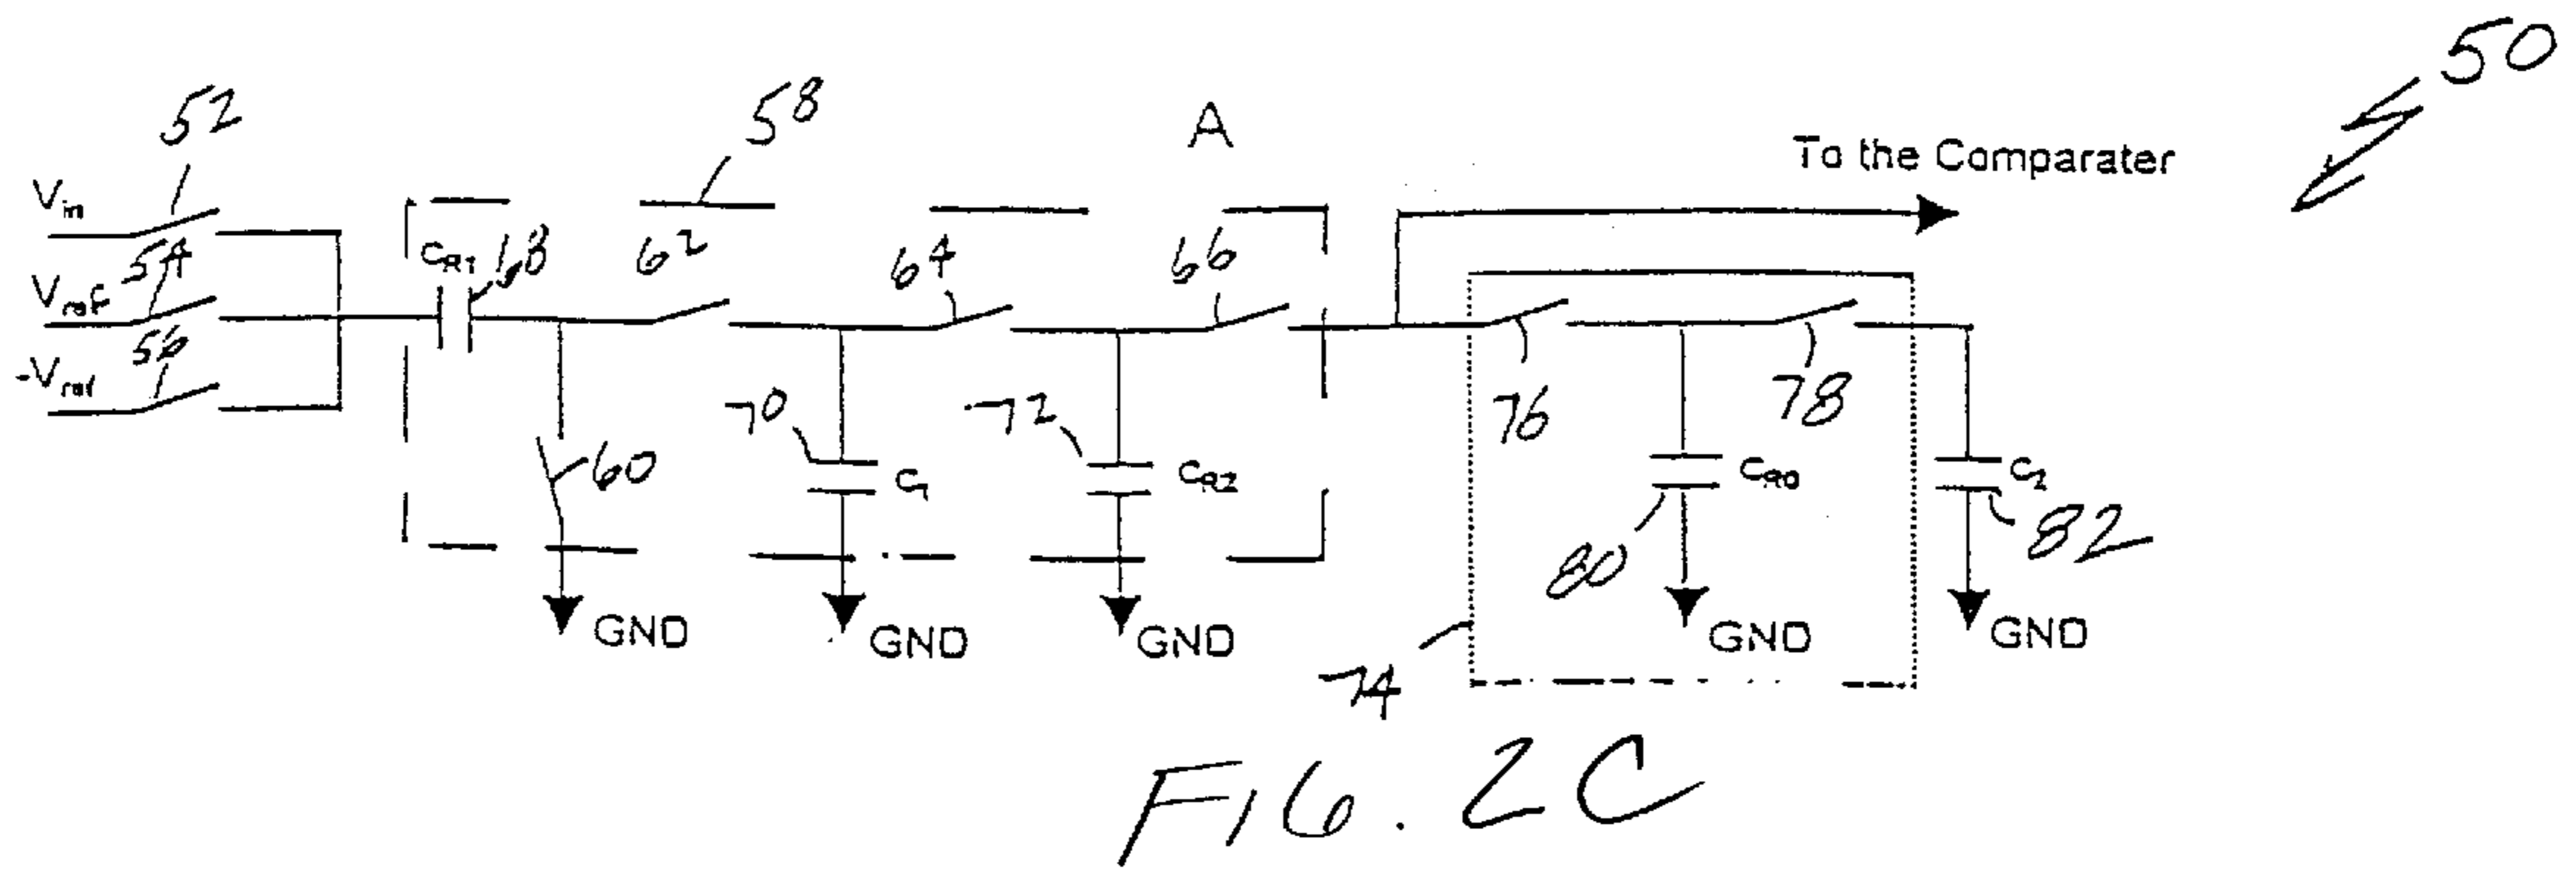 50
52
58
A
To the Comparater
Vin
54
CR1
68
62
64
66
Vref
56
-Vref
76
78
70
72
60
C1
CR2
CR0
C2
80
82
GND
GND
GND
GND
GND
74
FIG. 2C